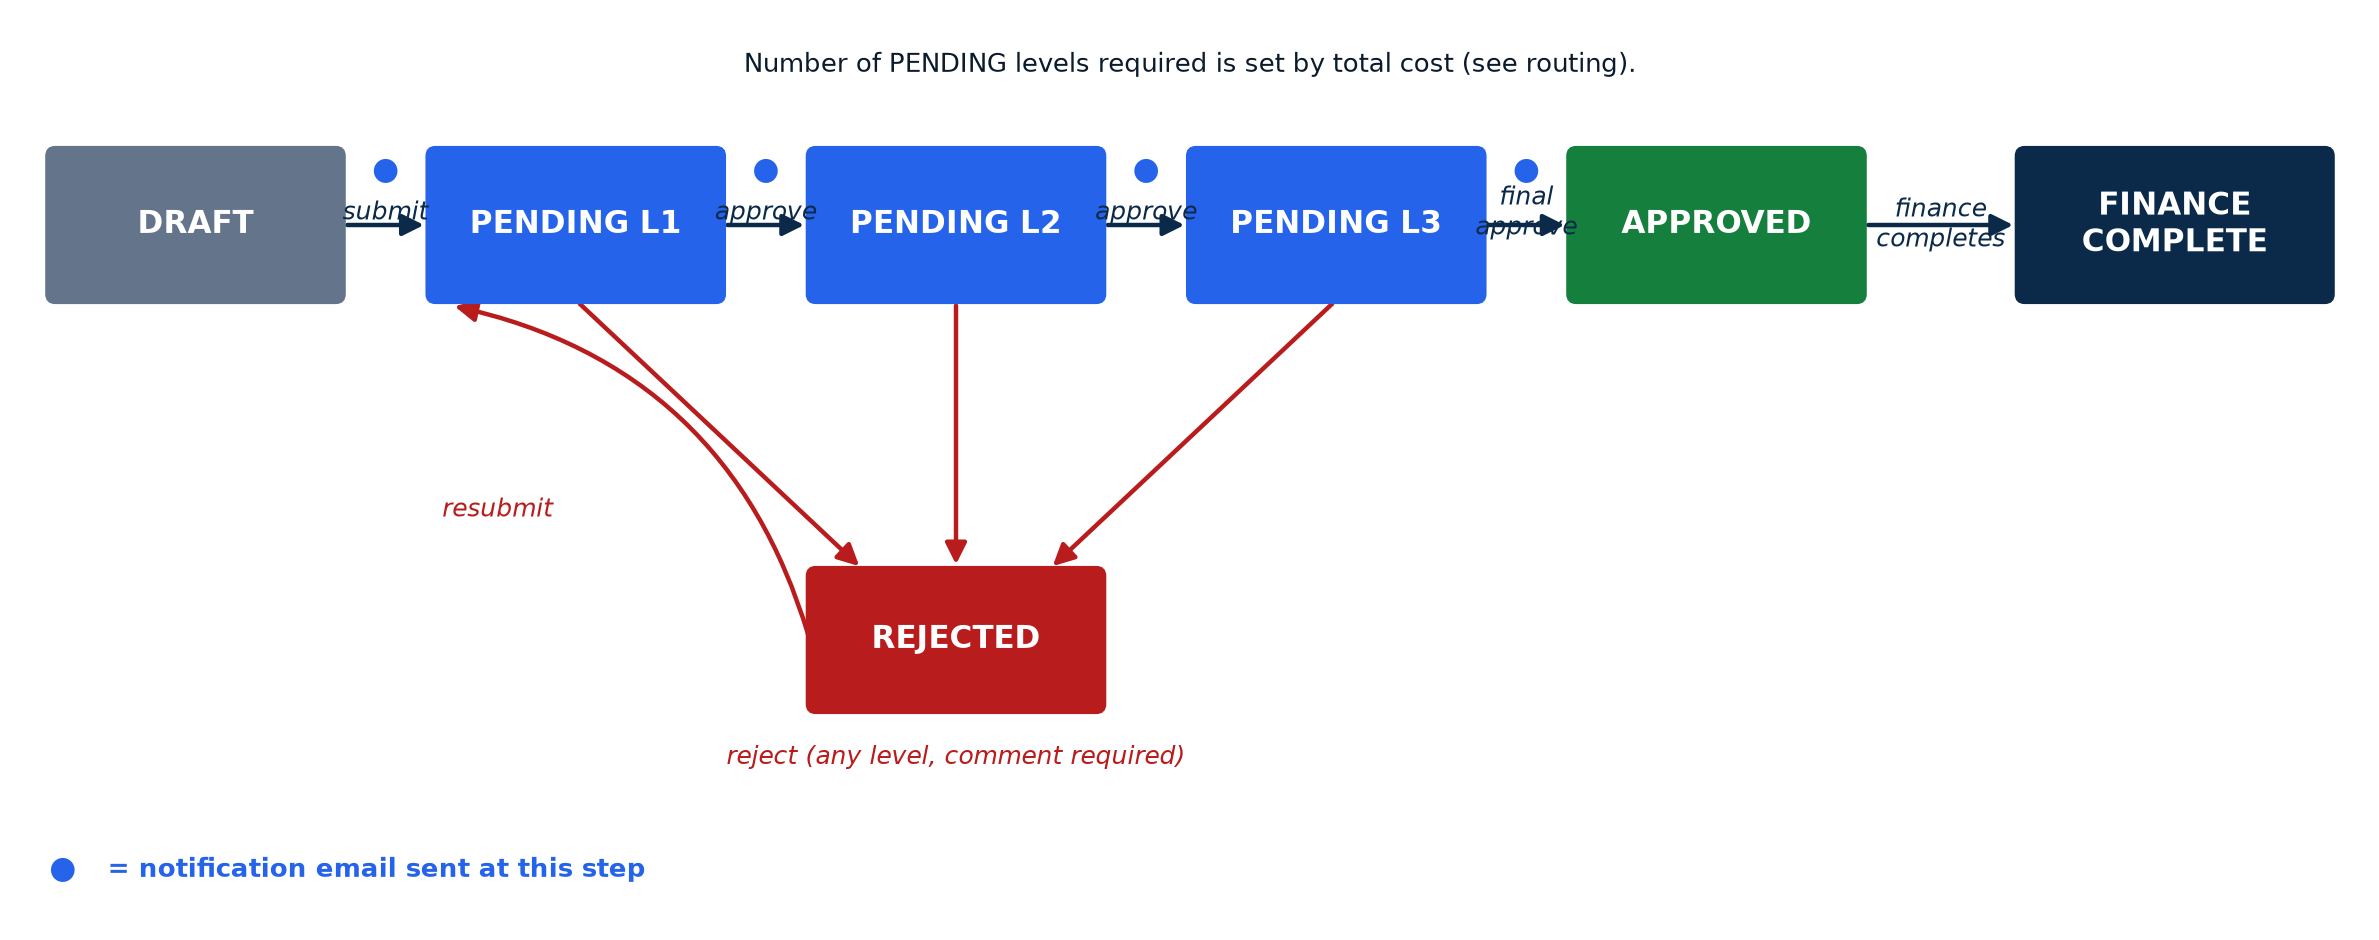 Number of PENDING levels required is set by total cost (see routing).
DRAFT
submit
PENDING L1
approve
PENDING L2
approve
PENDING L3
final
approve
APPROVED
finance
completes
FINANCE
COMPLETE
resubmit
REJECTED
reject (any level, comment required)
= notification email sent at this step